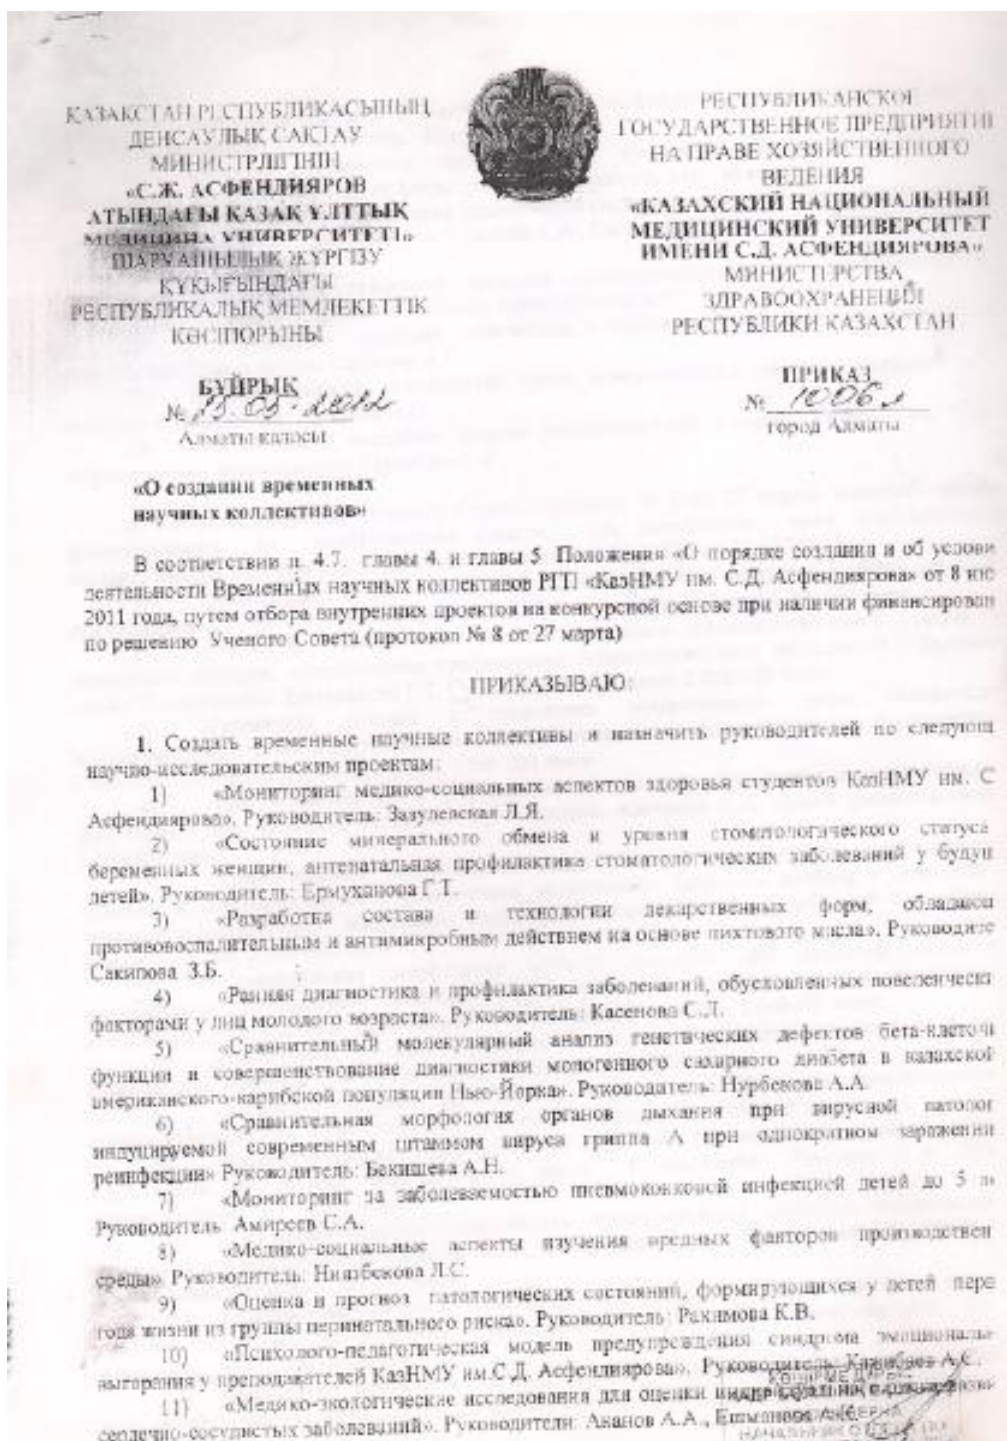 ҚАЗАҚСТАН РЕСПУБЛИКАСЫНЫҢ
ДЕНСАУЛЫҚ САҚТАУ
МИНИСТРЛІГІНІҢ
«С.Ж. АСФЕНДИЯРОВ
АТЫНДАҒЫ ҚАЗАҚ ҰЛТТЫҚ
МЕДИЦИНА УНИВЕРСИТЕТІ»
ШАРУАШЫЛЫҚ ЖҮРГІЗУ
ҚҰҚЫҒЫНДАҒЫ
РЕСПУБЛИКАЛЫҚ МЕМЛЕКЕТТІК
КӘСІПОРЫНЫ
БҰЙРЫҚ
№ 05-2012
Алматы қаласы
РЕСПУБЛИКАНСКОЕ
ГОСУДАРСТВЕННОЕ ПРЕДПРИЯТИЕ
НА ПРАВЕ ХОЗЯЙСТВЕННОГО
ВЕДЕНИЯ
«КАЗАХСКИЙ НАЦИОНАЛЬНЫЙ
МЕДИЦИНСКИЙ УНИВЕРСИТЕТ
ИМЕНИ С.Д. АСФЕНДИЯРОВА»
МИНИСТЕРСТВА
ЗДРАВООХРАНЕНИЯ
РЕСПУБЛИКИ КАЗАХСТАН
ПРИКАЗ
№ 1006
город Алматы
«О создании временных
научных коллективов»
В соответствии п. 4.7. главы 4. и главы 5 Положения «О порядке создания и об услови
деятельности Временных научных коллективов РГП «КазНМУ им. С.Д. Асфендиярова» от 8 ию
2011 года, путем отбора внутренних проектов на конкурсной основе при наличии финансирован
по решению Ученого Совета (протокол № 8 от 27 марта)
ПРИКАЗЫВАЮ:
1. Создать временные научные коллективы и назначить руководителей по следующ
научно-исследовательским проектам:
1) «Мониторинг медико-социальных аспектов здоровья студентов КазНМУ им. С
Асфендиярова». Руководитель: Зазулевская Л.Я.
2) «Состояние минерального обмена и уровня стоматологического статуса
беременных женщин, антенатальная профилактика стоматологических заболеваний у будущ
детей». Руководитель: Ермуханова Г.Т.
3) «Разработка состава и технологии лекарственных форм, обладающ
противовоспалительным и антимикробным действием на основе пихтового масла». Руководите
Сакипова З.Б.
4) «Ранняя диагностика и профилактика заболеваний, обусловленных поведенчески
факторами у лиц молодого возраста». Руководитель: Касенова С.Л.
5) «Сравнительный молекулярный анализ генетических дефектов бета-клеточн
функции и совершенствование диагностики моногенного сахарного диабета в казахской
американского-карибской популяции Нью-Йорка». Руководитель: Нурбекова А.А.
6) «Сравнительная морфология органов дыхания при вирусной патолог
индуцируемой современным штаммом вируса гриппа А при однократном заражении
реинфекции» Руководитель: Бекишева А.Н.
7) «Мониторинг за заболеваемостью пневмококковой инфекцией детей до 5 л
Руководитель: Амиреев С.А.
8) «Медико-социальные аспекты изучения вредных факторов производствен
среды». Руководитель: Ниязбекова Л.С.
9) «Оценка и прогноз патологических состояний, формирующихся у детей перв
года жизни из группы перинатального риска». Руководитель: Рахимова К.В.
10) «Психолого-педагогическая модель предупреждения синдрома эмоциональ
выгорания у преподавателей КазНМУ им.С.Д. Асфендиярова». Руководитель:
11) «Медико-экологические исследования для оценки
сердечно-сосудистых заболеваний». Руководители: Аканов А.А., Ешманова А.К.
КӨШІРМЕ ДҰРЫС
КОПИЯ ВЕРНА